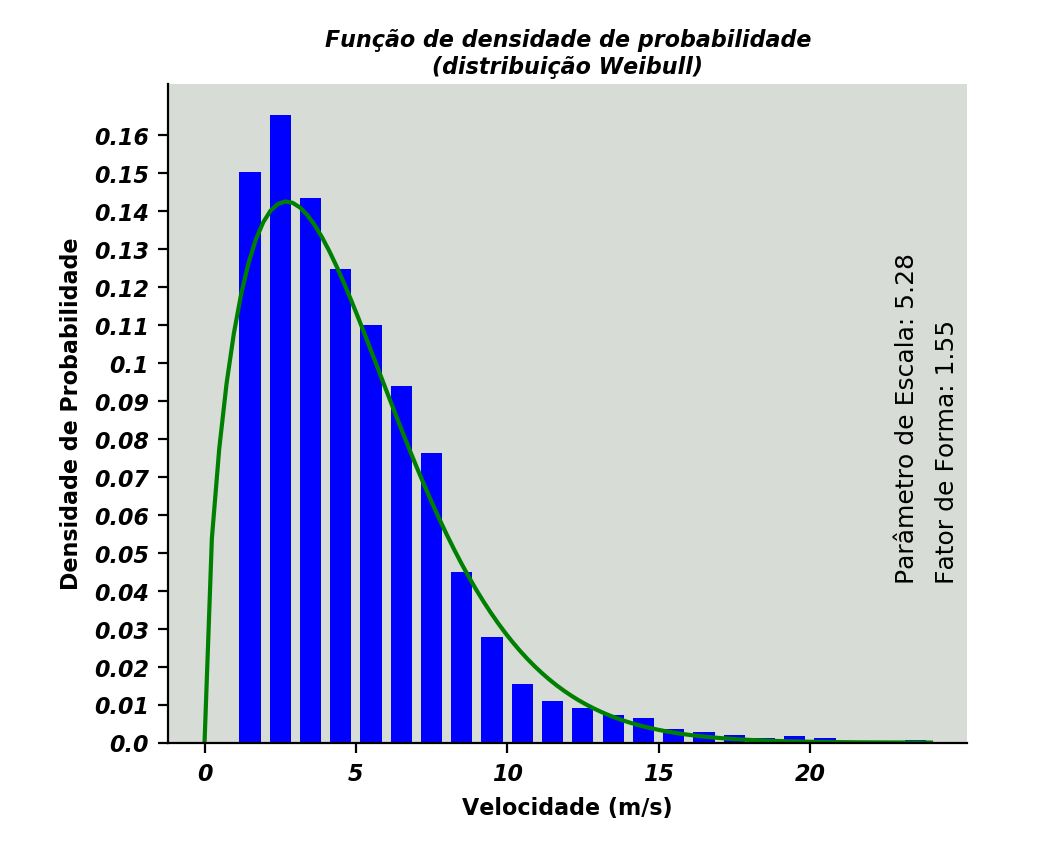 Função de densidade de probabilidade
(distribuição Weibull)
Densidade de Probabilidade
0.16
0.15
0.14
0.13
0.12
0.11
0.1
0.09
0.08
0.07
0.06
0.05
0.04
0.03
0.02
0.01
0.0
Parâmetro de Escala: 5.28
Fator de Forma: 1.55
0 5 10 15 20
Velocidade (m/s)